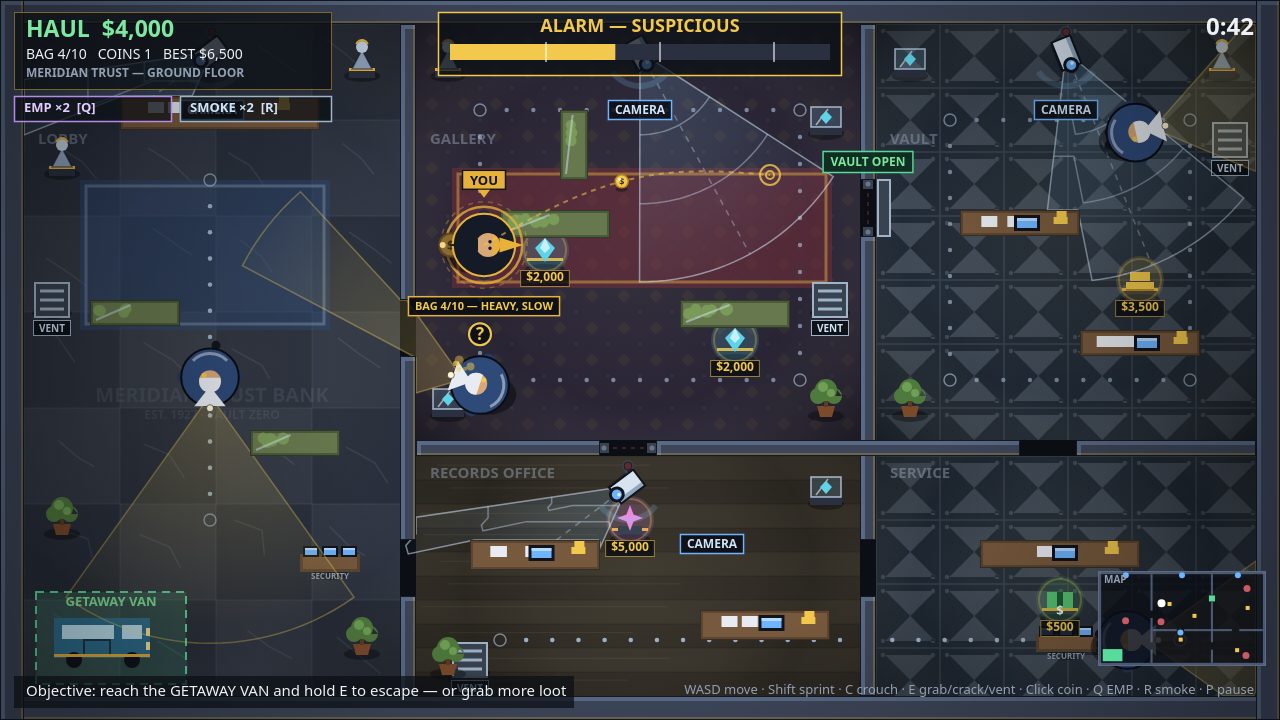 HAUL $4,000
BAG 4/10 COINS 1 BEST $6,500
MERIDIAN TRUST — GROUND FLOOR
EMP ×2 [Q]
SMOKE ×2 [R]
ALARM — SUSPICIOUS
0:42
LOBBY
GALLERY
VAULT
CAMERA
CAMERA
VAULT OPEN
VENT
YOU
$
$2,000
BAG 4/10 — HEAVY, SLOW
?
VENT
VENT
$3,500
$2,000
EST. 192
RECORDS OFFICE
SERVICE
$5,000
CAMERA
SECURITY
GETAWAY VAN
MAP
$
$500
SECURITY
Objective: reach the GETAWAY VAN and hold E to escape — or grab more loot
WASD move · Shift sprint · C crouch · E grab/crack/vent · Click coin · Q EMP · R smoke · P pause